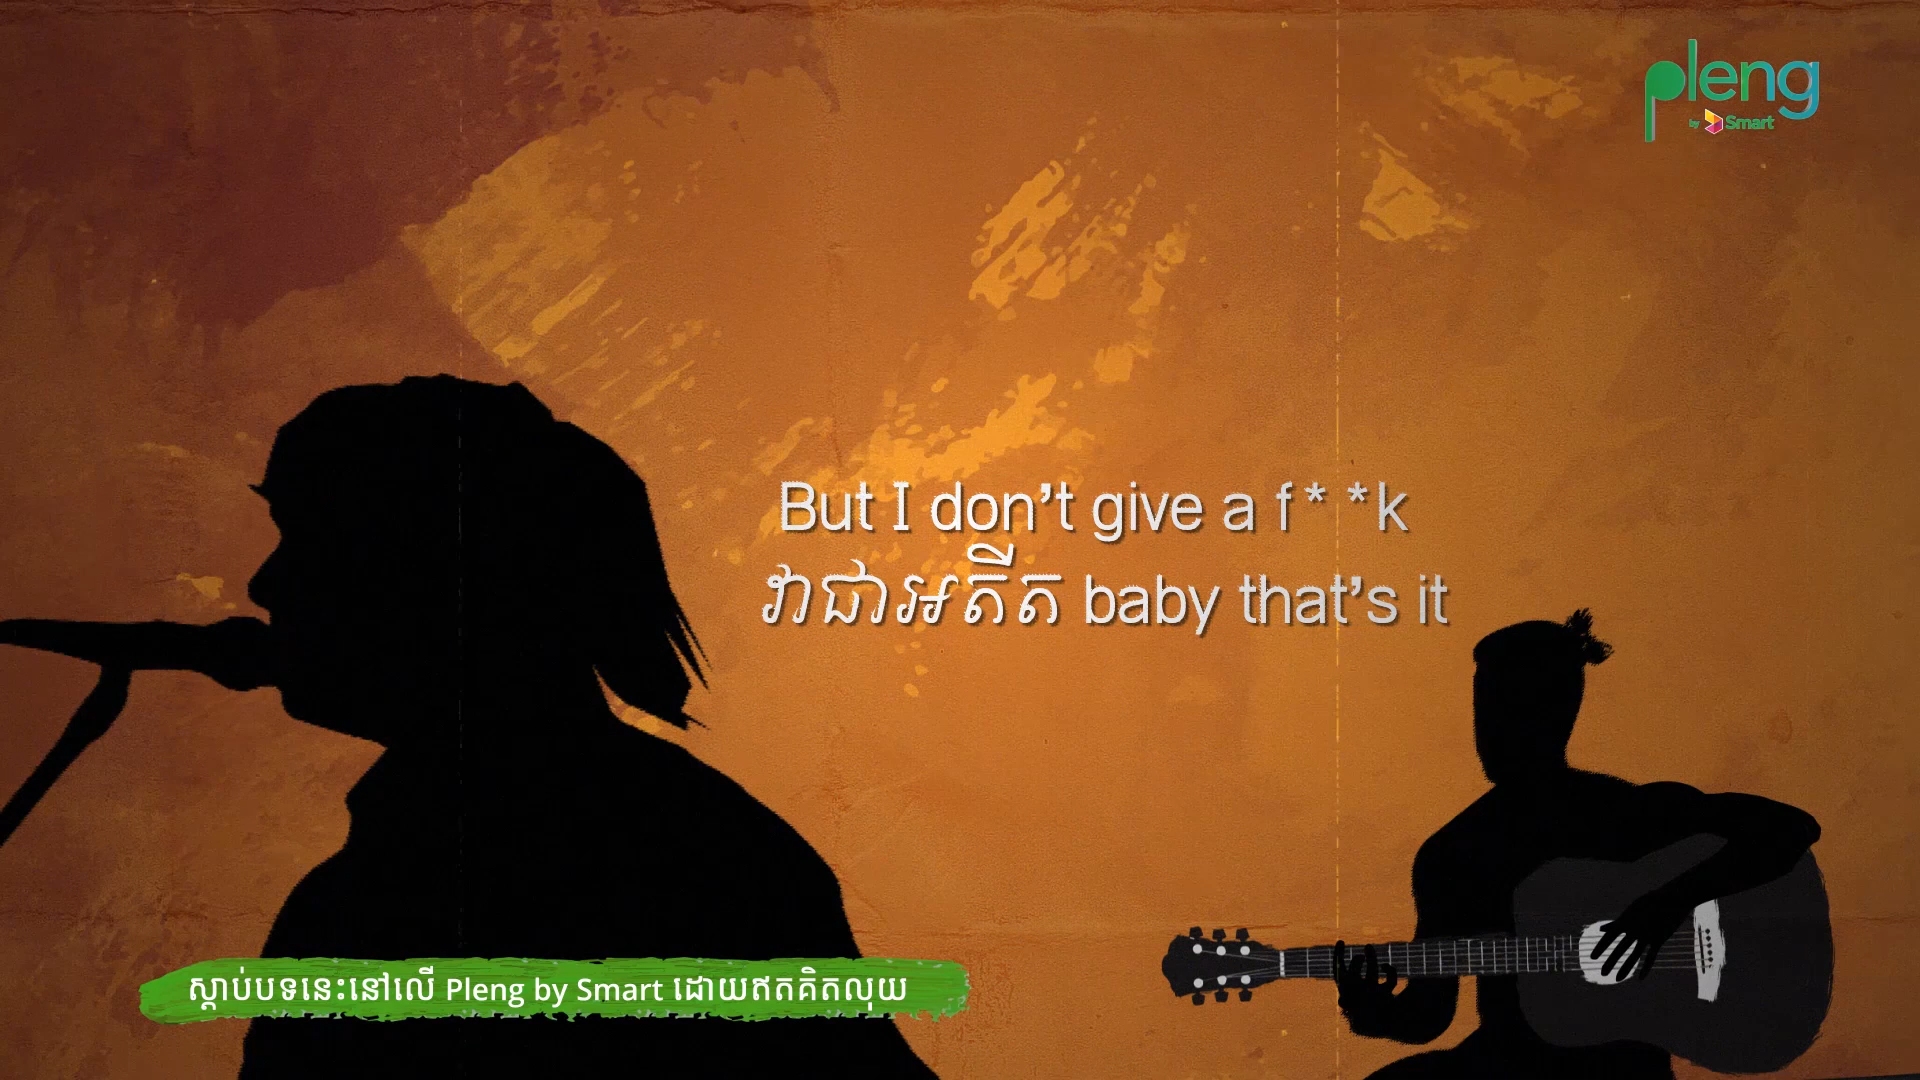 pleng
by Smart
But I don't give a f* *k
វាជាអតីត baby that's it
ស្តាប់បទនេះនៅលើ Pleng by Smart ដោយឥតគិតលុយ